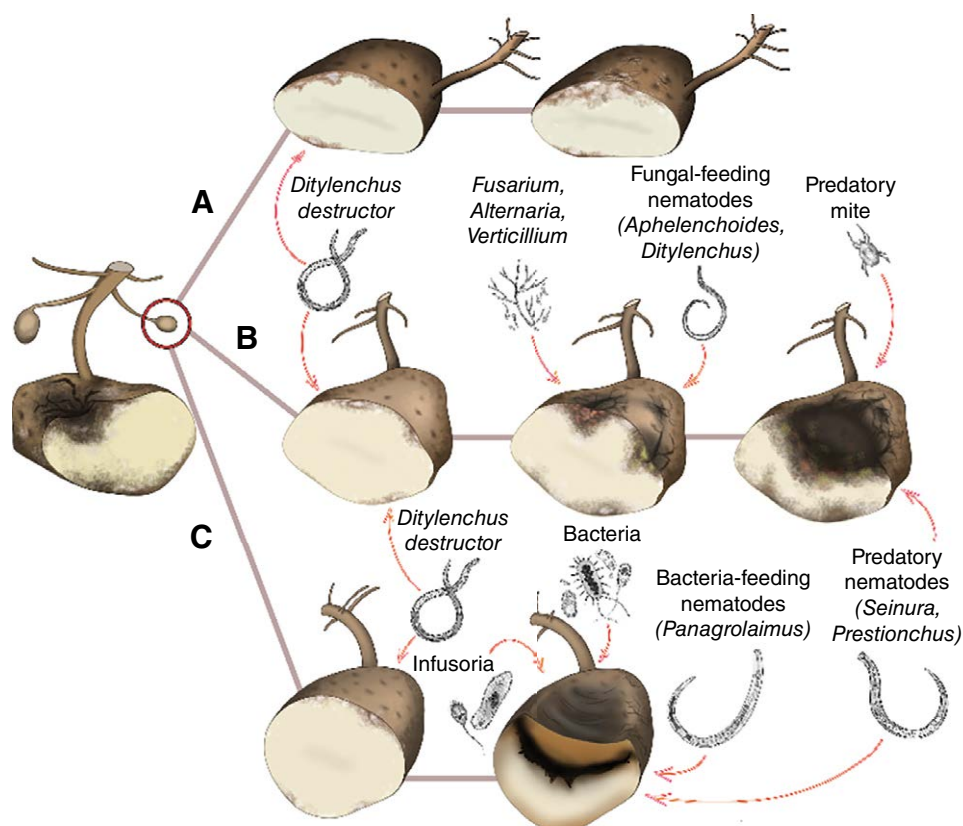 A
Ditylenchus
destructor
Fusarium,
Alternaria,
Verticillium
Fungal-feeding
nematodes
(Aphelenchoides,
Ditylenchus)
Predatory
mite
B
C
Ditylenchus
destructor
Infusoria
Bacteria
Bacteria-feeding
nematodes
(Panagrolaimus)
Predatory
nematodes
(Seinura,
Prestionchus)